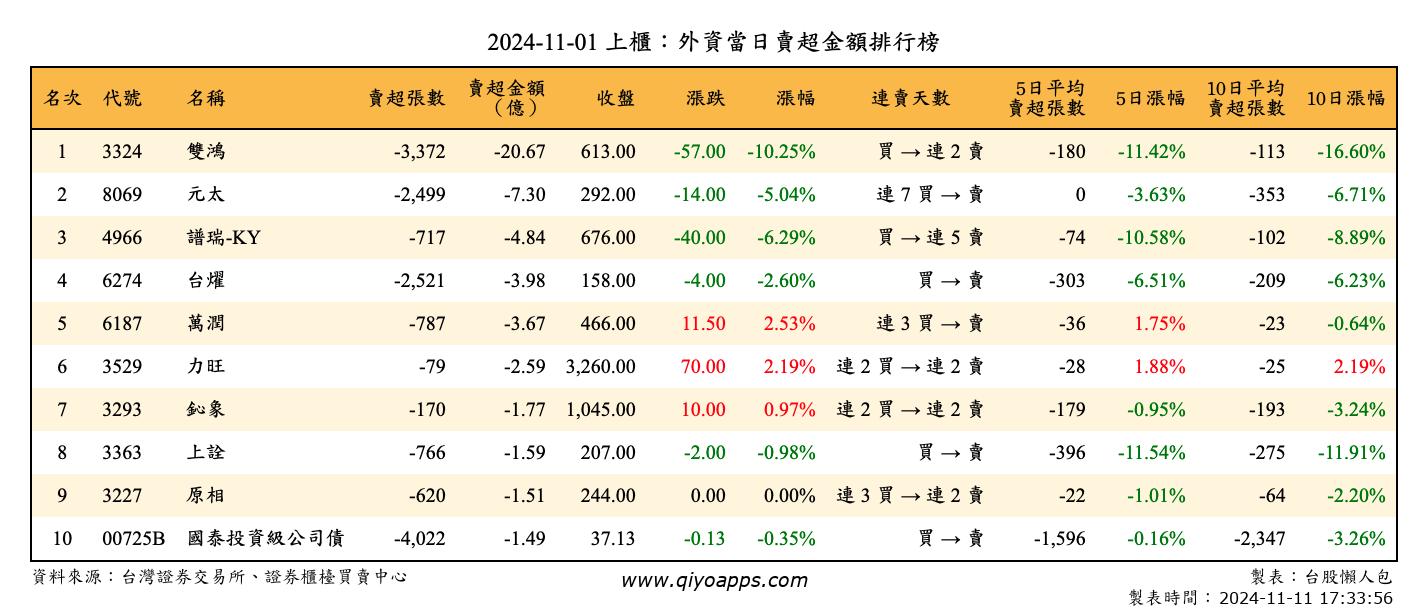 2024-11-01 上櫃：外資當日賣超金額排行榜
名次 代號 名稱 賣超張數 賣超金額（億） 收盤 漲跌 漲幅 連賣天數 5日平均賣超張數 5日漲幅 10日平均賣超張數 10日漲幅
1 3324 雙鴻 -3,372 -20.67 613.00 -57.00 -10.25% 買 → 連 2 賣 -180 -11.42% -113 -16.60%
2 8069 元太 -2,499 -7.30 292.00 -14.00 -5.04% 連 7 買 → 賣 0 -3.63% -353 -6.71%
3 4966 譜瑞-KY -717 -4.84 676.00 -40.00 -6.29% 買 → 連 5 賣 -74 -10.58% -102 -8.89%
4 6274 台燿 -2,521 -3.98 158.00 -4.00 -2.60% 買 → 賣 -303 -6.51% -209 -6.23%
5 6187 萬潤 -787 -3.67 466.00 11.50 2.53% 連 3 買 → 賣 -36 1.75% -23 -0.64%
6 3529 力旺 -79 -2.59 3,260.00 70.00 2.19% 連 2 買 → 連 2 賣 -28 1.88% -25 2.19%
7 3293 鈊象 -170 -1.77 1,045.00 10.00 0.97% 連 2 買 → 連 2 賣 -179 -0.95% -193 -3.24%
8 3363 上詮 -766 -1.59 207.00 -2.00 -0.98% 買 → 賣 -396 -11.54% -275 -11.91%
9 3227 原相 -620 -1.51 244.00 0.00 0.00% 連 3 買 → 連 2 賣 -22 -1.01% -64 -2.20%
10 00725B 國泰投資級公司債 -4,022 -1.49 37.13 -0.13 -0.35% 買 → 賣 -1,596 -0.16% -2,347 -3.26%
資料來源：台灣證券交易所、證券櫃檯買賣中心 www.qiyoapps.com 製表：台股懶人包
製表時間：2024-11-11 17:33:56